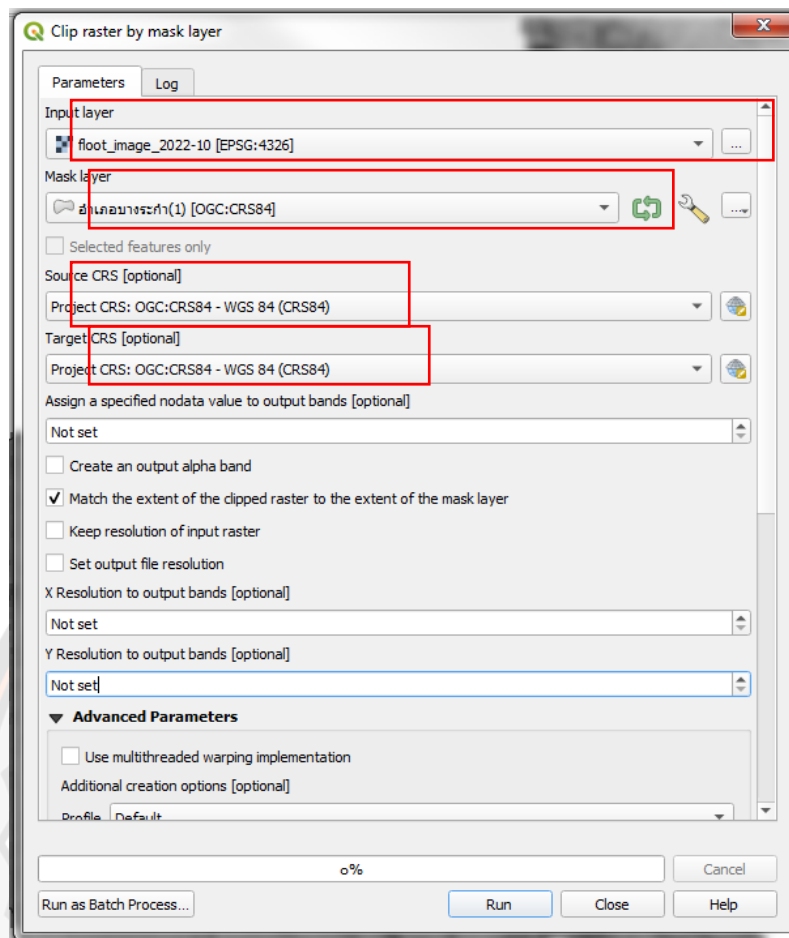 Clip raster by mask layer
Parameters Log
Input layer
floot_image_2022-10 [EPSG:4326]
...
Mask layer
อำเภอบางระกำ(1) [OGC:CRS84]
...
Selected features only
Source CRS [optional]
Project CRS: OGC:CRS84 - WGS 84 (CRS84)
Target CRS [optional]
Project CRS: OGC:CRS84 - WGS 84 (CRS84)
Assign a specified nodata value to output bands [optional]
Not set
Create an output alpha band
Match the extent of the clipped raster to the extent of the mask layer
Keep resolution of input raster
Set output file resolution
X Resolution to output bands [optional]
Not set
Y Resolution to output bands [optional]
Not set
Advanced Parameters
Use multithreaded warping implementation
Additional creation options [optional]
Profile Default
0%
Cancel
Run as Batch Process...
Run
Close
Help